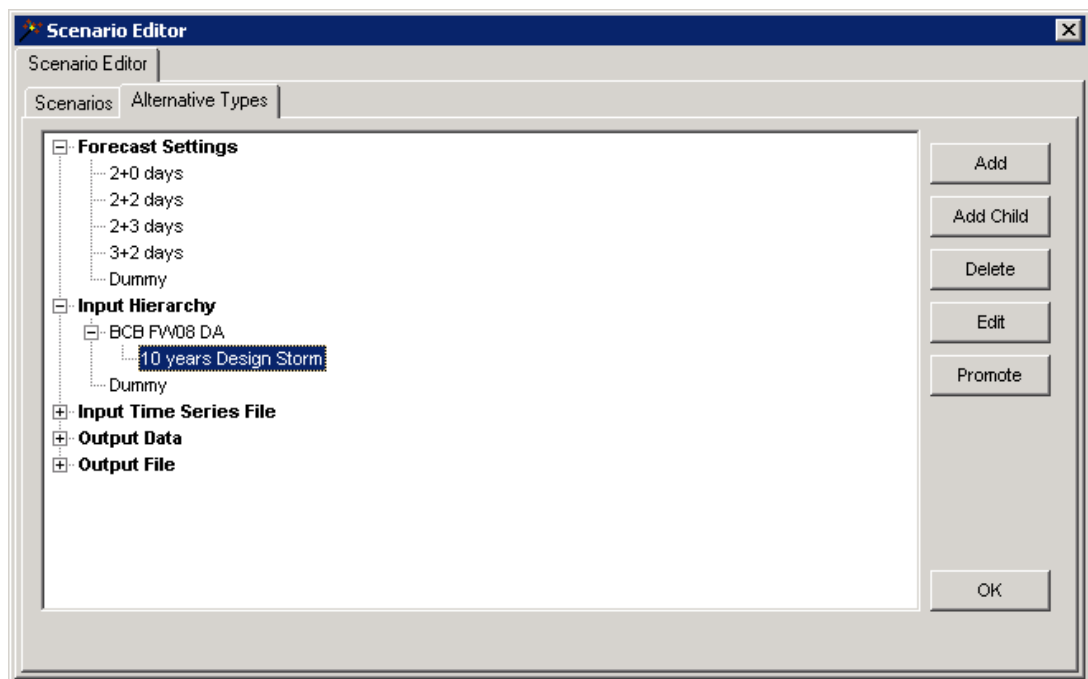 Scenario Editor
Scenario Editor
Scenarios Alternative Types
Forecast Settings
2+0 days
2+2 days
2+3 days
3+2 days
Dummy
Input Hierarchy
BCB FW08 DA
10 years Design Storm
Dummy
Input Time Series File
Output Data
Output File
Add
Add Child
Delete
Edit
Promote
OK